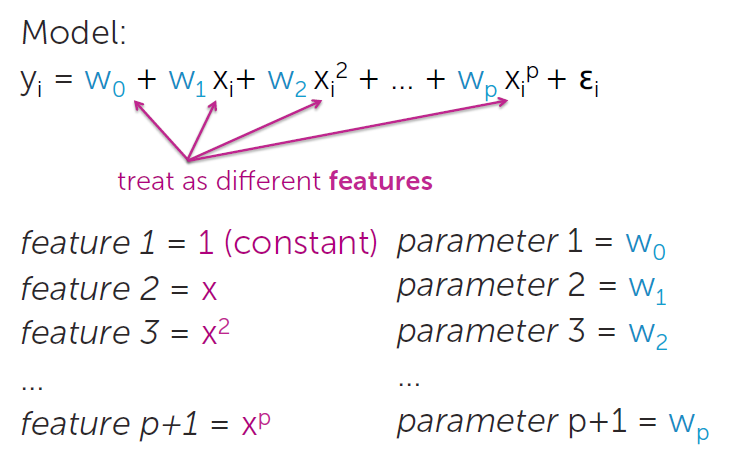 Model:
yᵢ = w₀ + w₁ xᵢ + w₂ xᵢ² + ... + wₚ xᵢᵖ + εᵢ
treat as different features
feature 1 = 1 (constant) parameter 1 = w₀
feature 2 = x parameter 2 = w₁
feature 3 = x² parameter 3 = w₂
... ...
feature p+1 = xᵖ parameter p+1 = wₚ